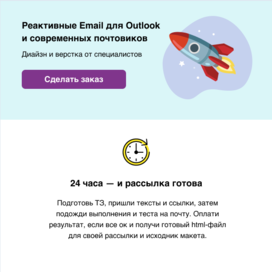 Реактивные Email для Outlook
и современных почтовиков
Диайзн и верстка от специалистов
Сделать заказ
24 часа — и рассылка готова
Подготовь ТЗ, пришли тексты и ссылки, затем
подожди выполнения и теста на почту. Оплати
результат, если все ок и получи готовый html-файл
для своей рассылки и исходник макета.